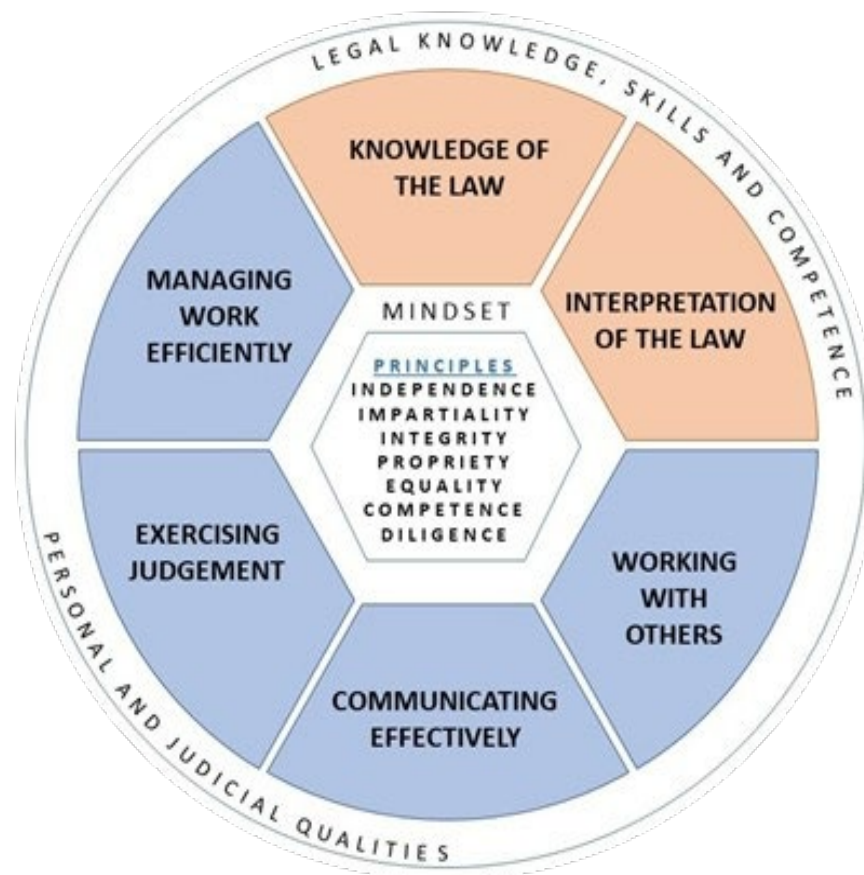 LEGAL KNOWLEDGE, SKILLS AND COMPETENCE
KNOWLEDGE OF
THE LAW
INTERPRETATION
OF THE LAW
MANAGING
WORK
EFFICIENTLY
MINDSET
PRINCIPLES
INDEPENDENCE
IMPARTIALITY
INTEGRITY
PROPRIETY
EQUALITY
COMPETENCE
DILIGENCE
EXERCISING
JUDGEMENT
WORKING
WITH
OTHERS
COMMUNICATING
EFFECTIVELY
PERSONAL AND JUDICIAL QUALITIES